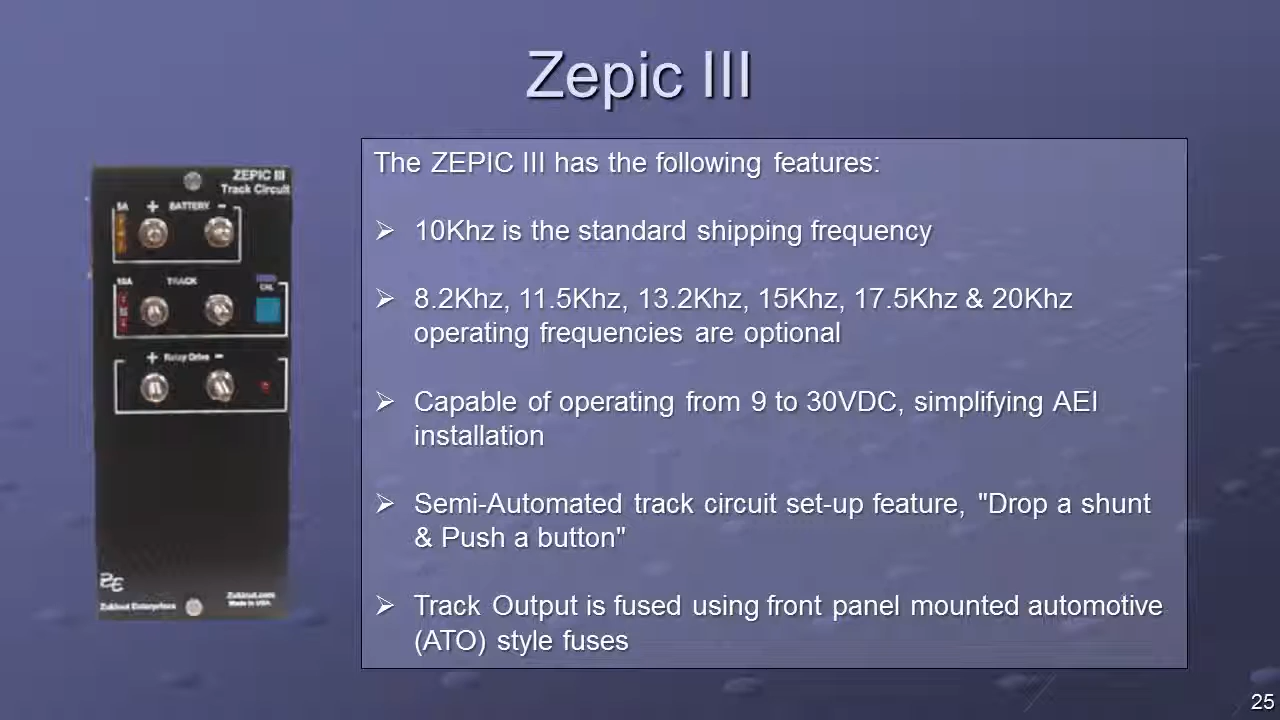 Zepic III
The ZEPIC III has the following features:
➢ 10Khz is the standard shipping frequency
➢ 8.2Khz, 11.5Khz, 13.2Khz, 15Khz, 17.5Khz & 20Khz
operating frequencies are optional
➢ Capable of operating from 9 to 30VDC, simplifying AEI
installation
➢ Semi-Automated track circuit set-up feature, "Drop a shunt
& Push a button"
➢ Track Output is fused using front panel mounted automotive
(ATO) style fuses
ZEPIC III
Track Circuit
5A + BATTERY -
10A TRACK
CAL
+ Relay Drive -
Made in USA
25